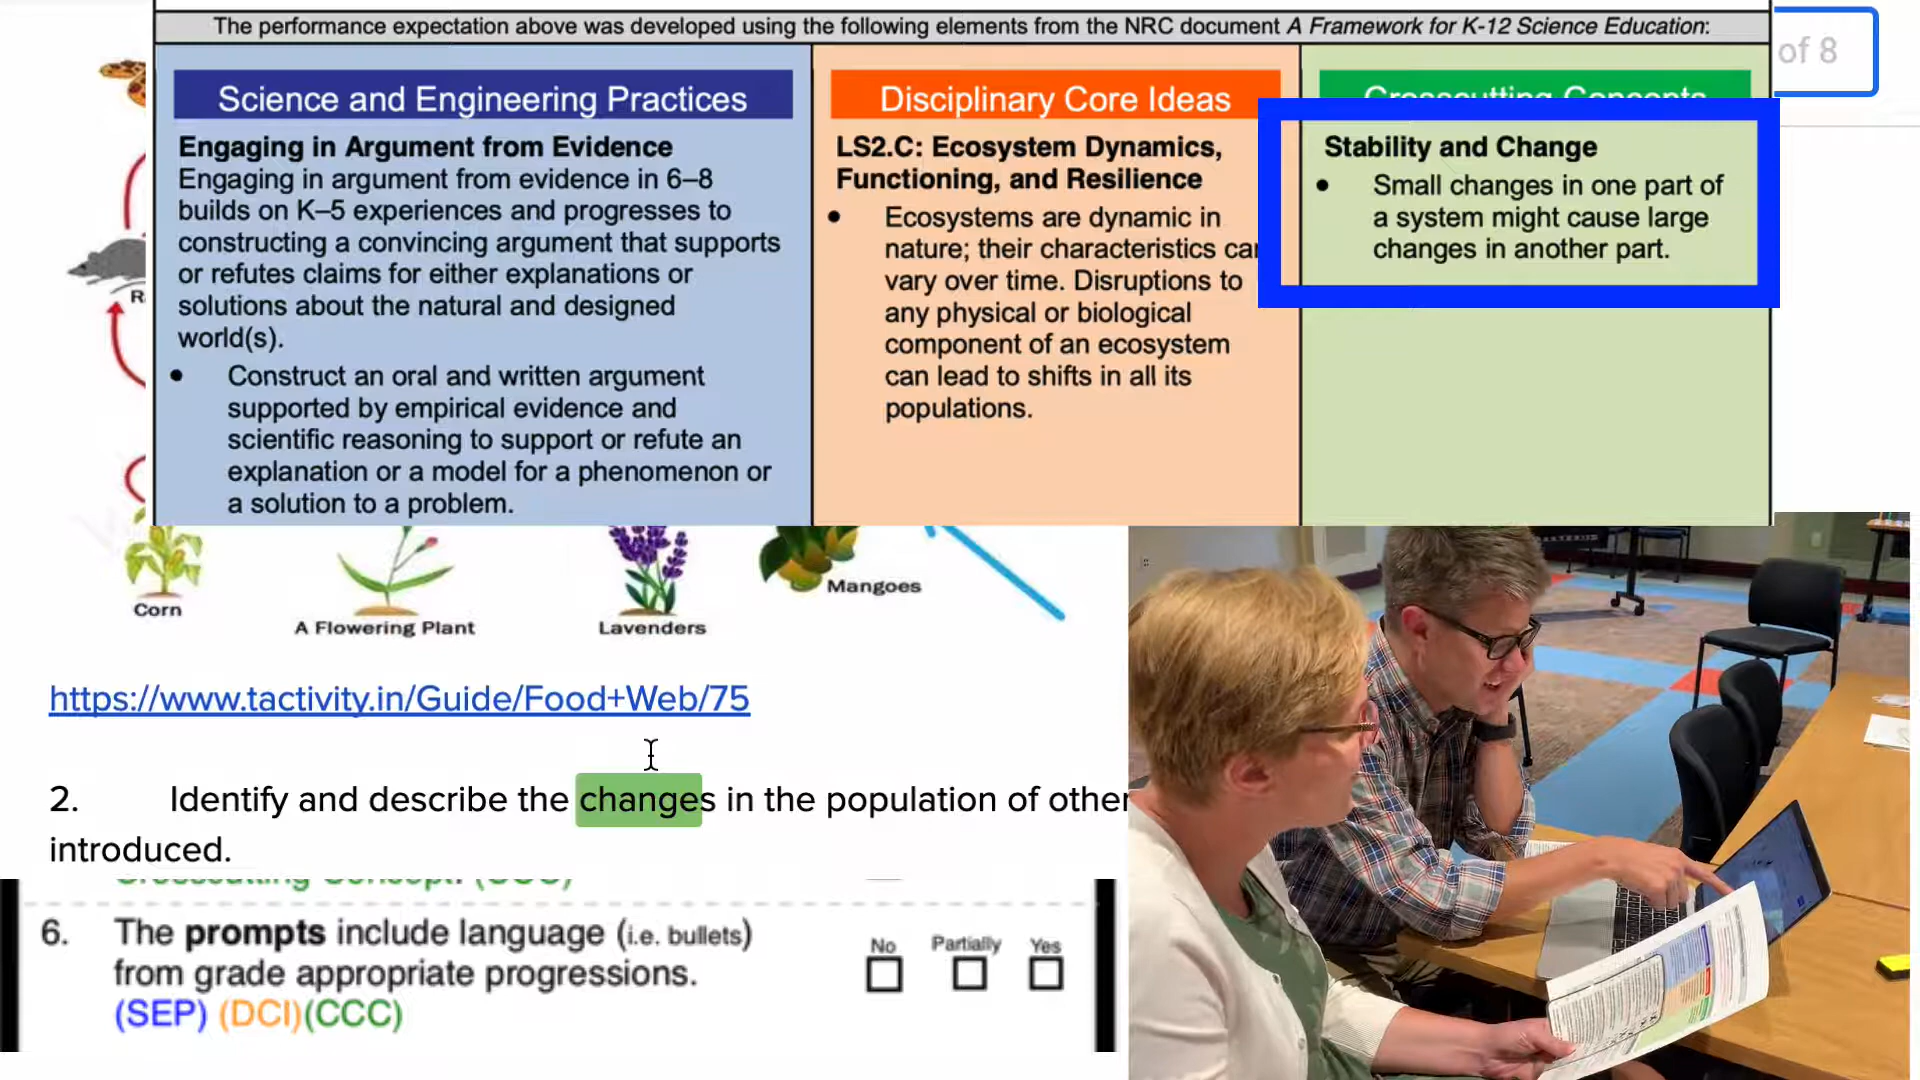 The performance expectation above was developed using the following elements from the NRC document A Framework for K-12 Science Education:
of 8
Science and Engineering Practices
Engaging in Argument from Evidence
Engaging in argument from evidence in 6–8
builds on K–5 experiences and progresses to
constructing a convincing argument that supports
or refutes claims for either explanations or
solutions about the natural and designed
world(s).
• Construct an oral and written argument
supported by empirical evidence and
scientific reasoning to support or refute an
explanation or a model for a phenomenon or
a solution to a problem.
Disciplinary Core Ideas
LS2.C: Ecosystem Dynamics,
Functioning, and Resilience
• Ecosystems are dynamic in
nature; their characteristics can
vary over time. Disruptions to
any physical or biological
component of an ecosystem
can lead to shifts in all its
populations.
Crosscutting Concepts
Stability and Change
• Small changes in one part of
a system might cause large
changes in another part.
R
Corn
A Flowering Plant
Lavenders
Mangoes
https://www.tactivity.in/Guide/Food+Web/75
2. Identify and describe the changes in the population of other
introduced.
Crosscutting Concept. (CCC)
6. The prompts include language (i.e. bullets)
from grade appropriate progressions.
(SEP) (DCI)(CCC)
No Partially Yes